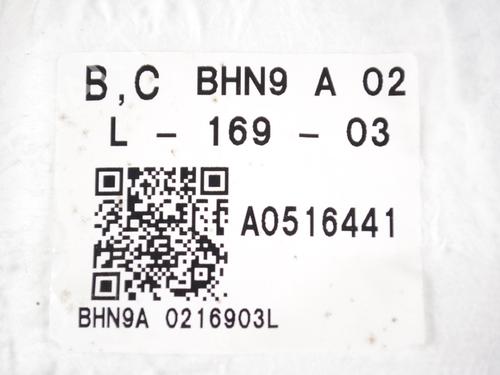 B,C BHN9 A 02
L - 169 - 03
A0516441
BHN9A 0216903L